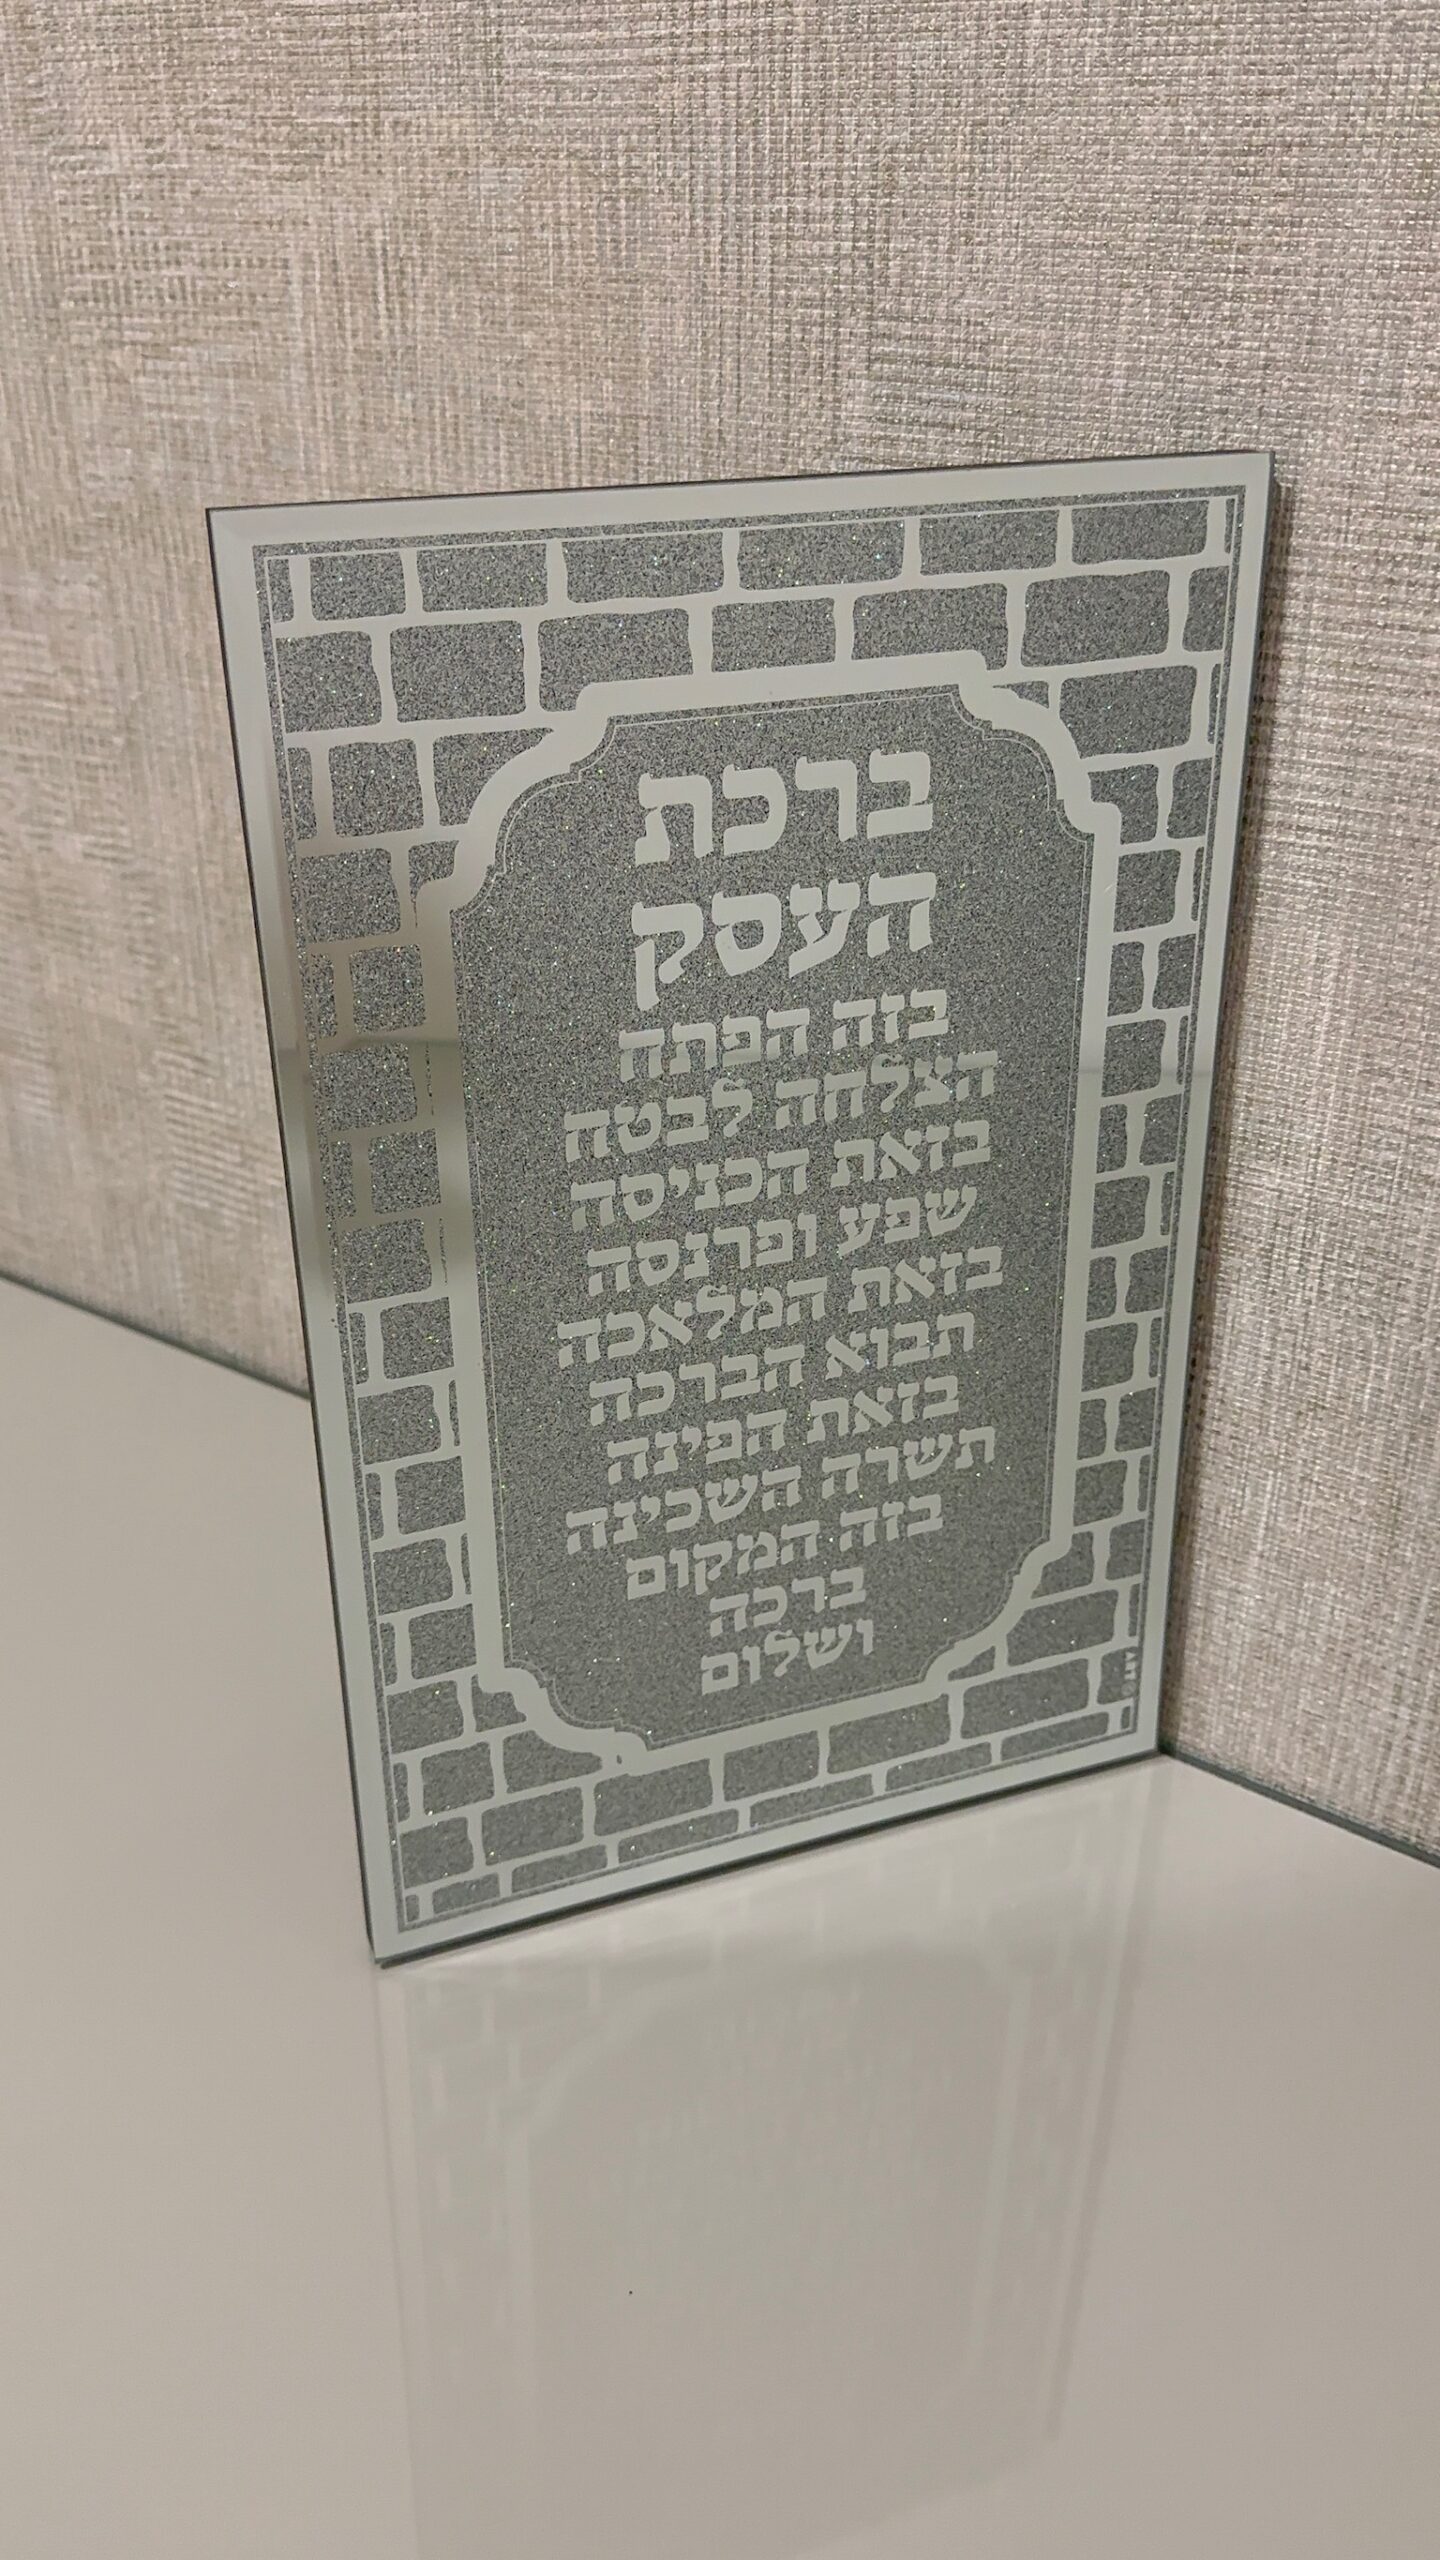 ברכת
העסק
בזה הפתח
הצלחה לבטח
בזאת הכניסה
שפע ופרנסה
בזאת המלאכה
תבוא הברכה
בזאת הפינה
תשרה השכינה
בזה המקום
ברכה
ושלום